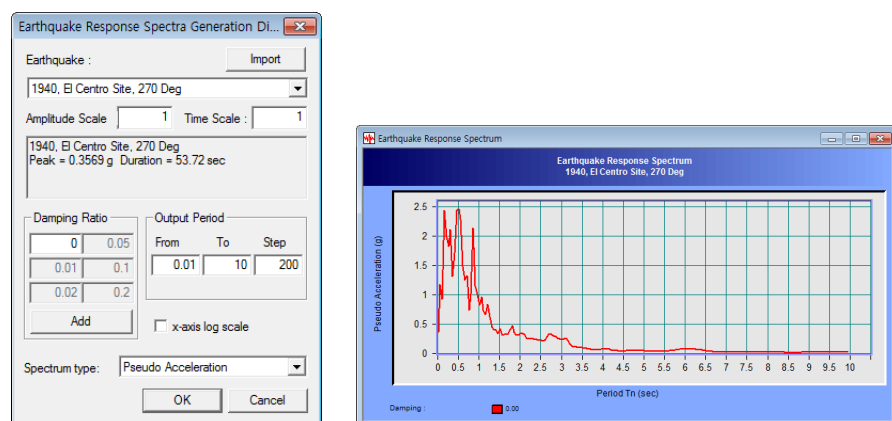 Earthquake Response Spectra Generation Di...
Earthquake :
Import
1940, El Centro Site, 270 Deg
Amplitude Scale 1 Time Scale : 1
1940, El Centro Site, 270 Deg
Peak = 0.3569 g Duration = 53.72 sec
Damping Ratio
0 0.05
0.01 0.1
0.02 0.2
Add
Output Period
From To Step
0.01 10 200
x-axis log scale
Spectrum type: Pseudo Acceleration
OK Cancel
Earthquake Response Spectrum
Earthquake Response Spectrum
1940, El Centro Site, 270 Deg
Pseudo Acceleration (g)
2.5
2
1.5
1
0.5
0
0 0.5 1 1.5 2 2.5 3 3.5 4 4.5 5 5.5 6 6.5 7 7.5 8 8.5 9 9.5 10
Period Tn (sec)
Damping : 0.00